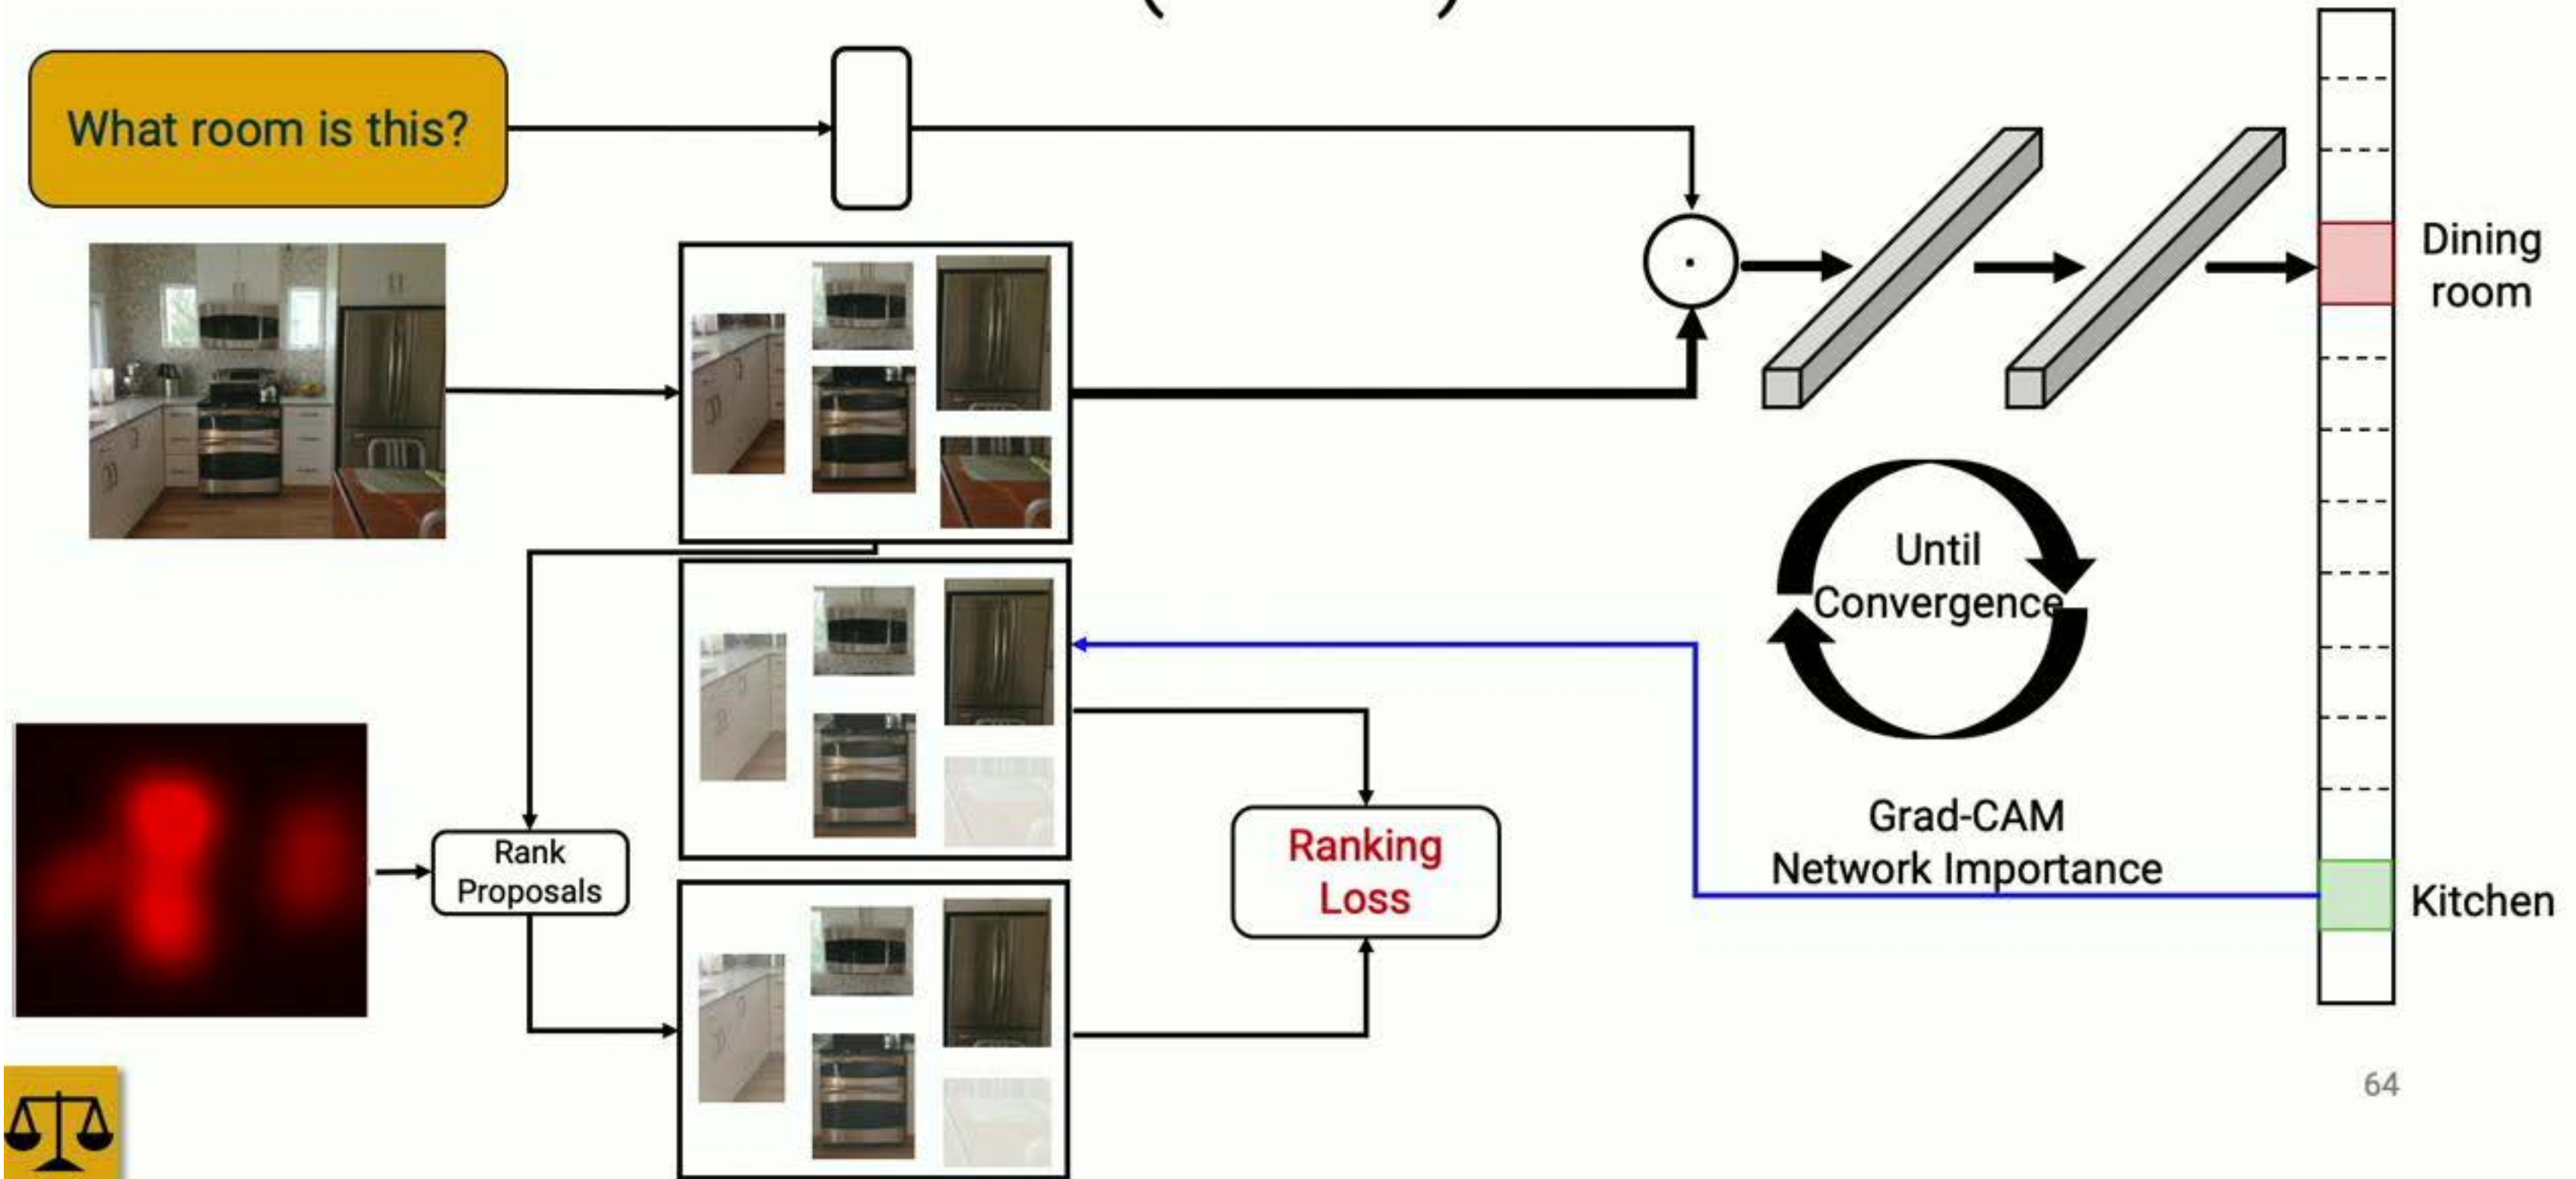 What room is this?
Dining
room
Until
Convergence
Rank
Proposals
Ranking
Loss
Grad-CAM
Network Importance
Kitchen
64